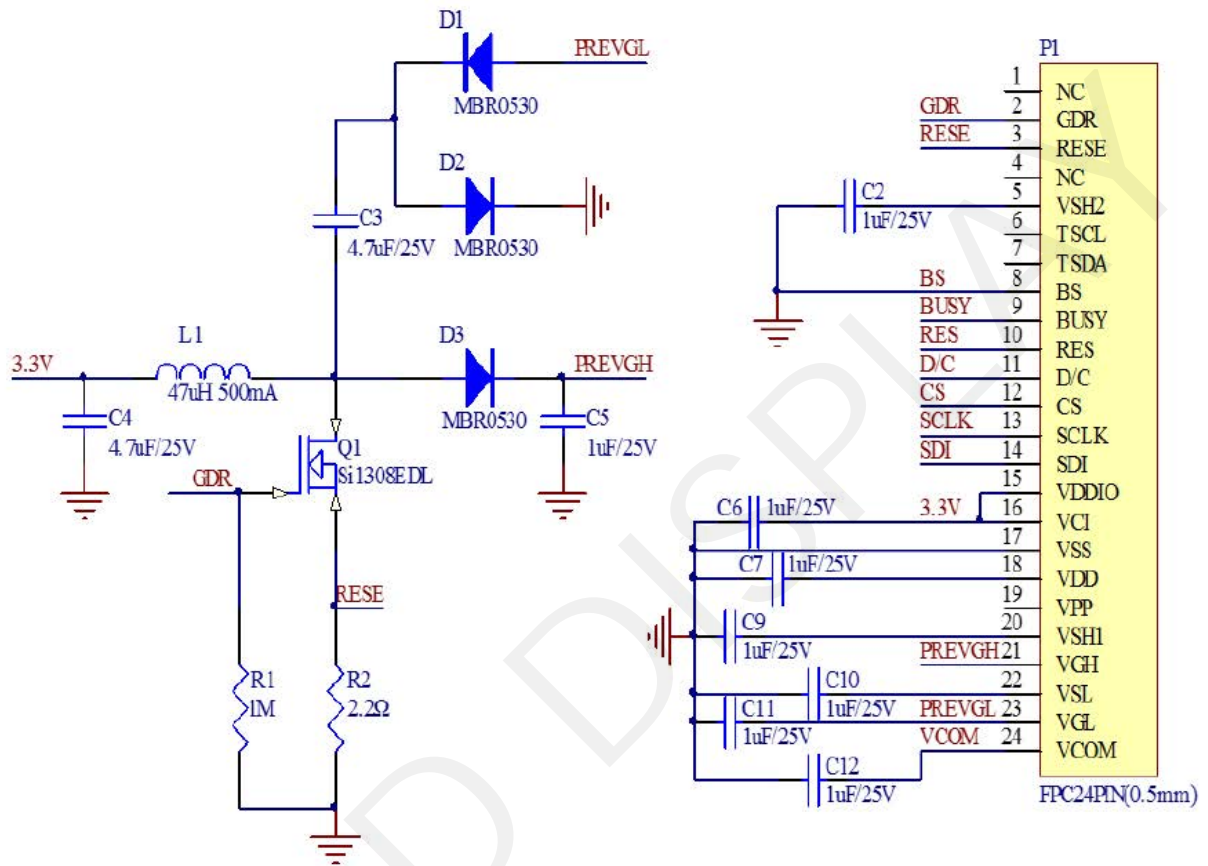 D1
PREVGL
MBR0530
D2
MBR0530
C3
4.7uF/25V
L1
3.3V
47uH 500mA
C4
4.7uF/25V
D3
PREVGH
MBR0530
C5
1uF/25V
Q1
Si1308EDL
GDR
RESE
R1
1M
R2
2.2Ω
P1
1 NC
GDR 2 GDR
RESE 3 RESE
4 NC
C2
1uF/25V
5 VSH2
6 TSCL
7 TSDA
BS 8 BS
BUSY 9 BUSY
RES 10 RES
D/C 11 D/C
CS 12 CS
SCLK 13 SCLK
SDI 14 SDI
15 VDDIO
C6 1uF/25V 3.3V 16 VCI
17 VSS
C7 1uF/25V 18 VDD
19 VPP
C9
1uF/25V
20 VSH1
PREVGH 21 VGH
C10
1uF/25V
22 VSL
C11
1uF/25V
PREVGL 23 VGL
VCOM 24 VCOM
C12
1uF/25V
FPC24PIN(0.5mm)
D DISPLAY